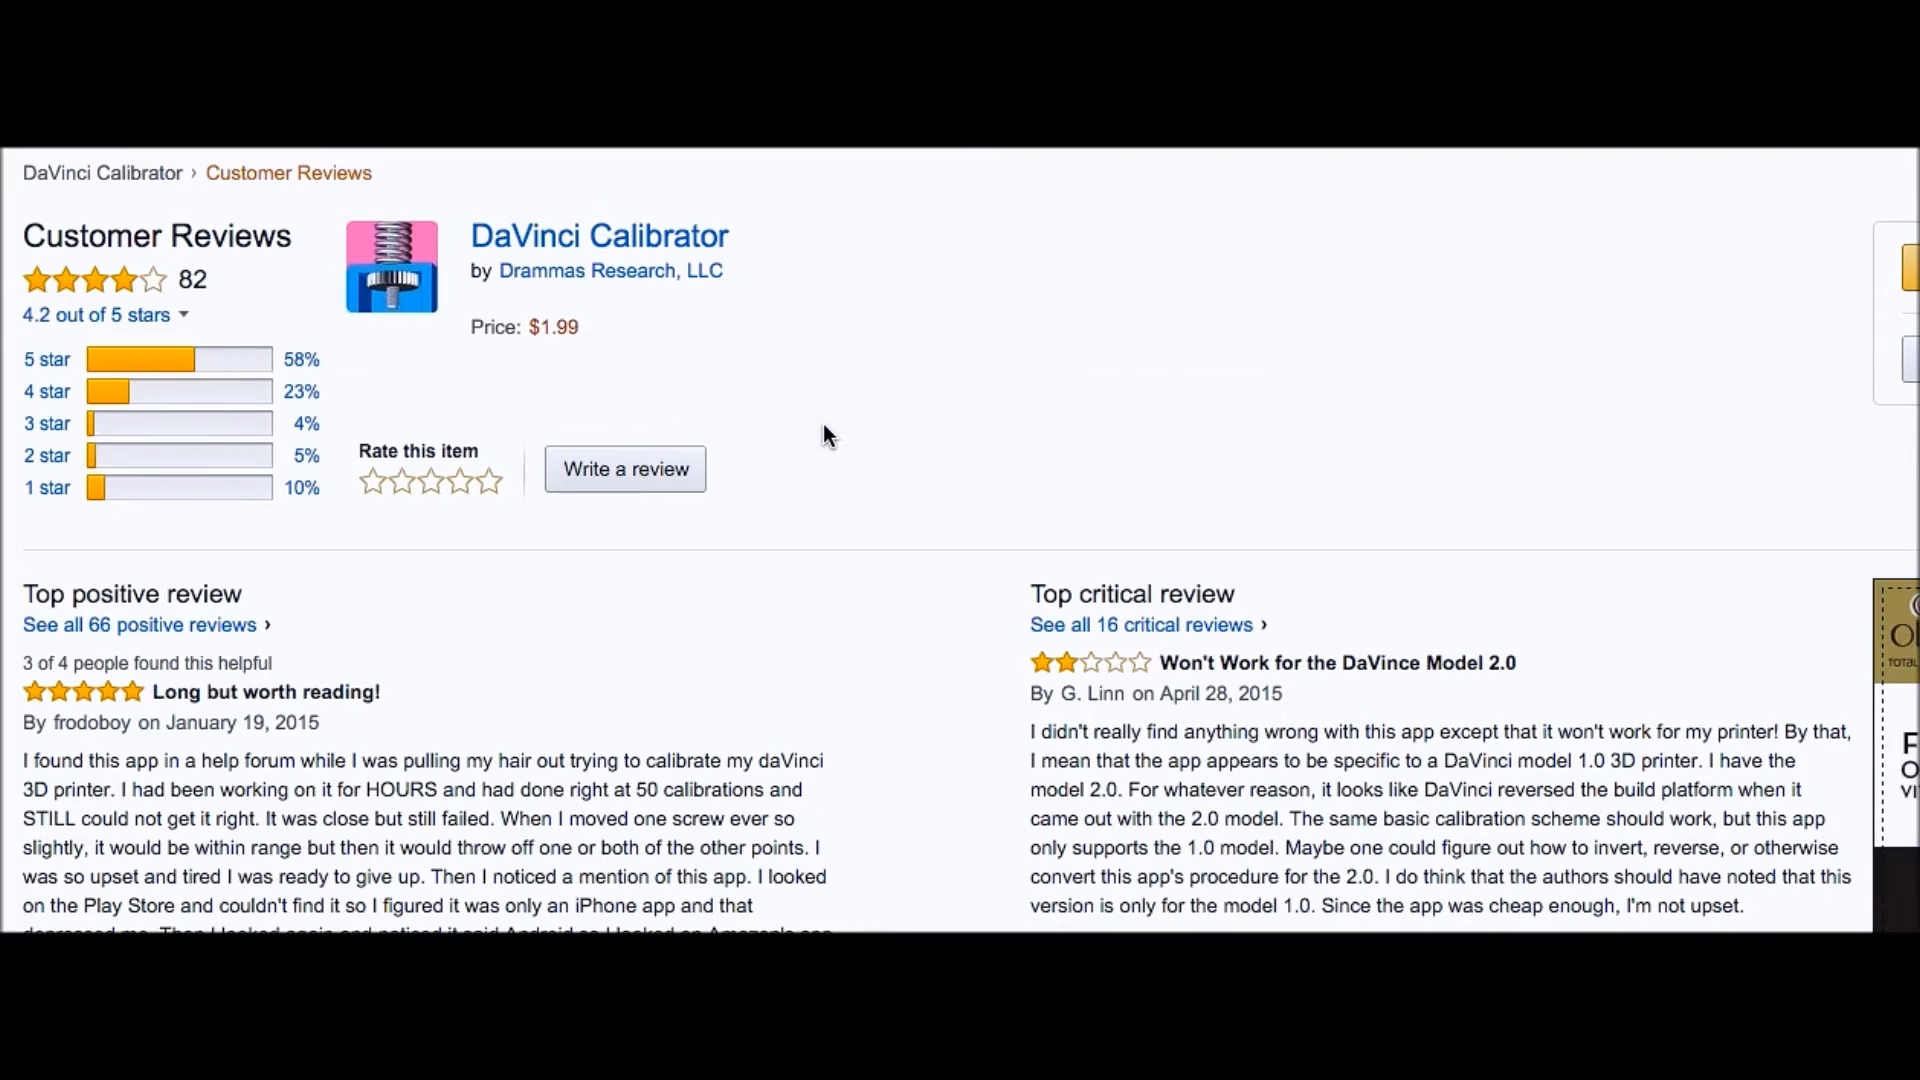 DaVinci Calibrator › Customer Reviews
Customer Reviews
82
4.2 out of 5 stars
5 star 58%
4 star 23%
3 star 4%
2 star 5%
1 star 10%
DaVinci Calibrator
by Drammas Research, LLC
Price: $1.99
Rate this item
Write a review
Top positive review
See all 66 positive reviews ›
3 of 4 people found this helpful
Long but worth reading!
By frodoboy on January 19, 2015
I found this app in a help forum while I was pulling my hair out trying to calibrate my daVinci
3D printer. I had been working on it for HOURS and had done right at 50 calibrations and
STILL could not get it right. It was close but still failed. When I moved one screw ever so
slightly, it would be within range but then it would throw off one or both of the other points. I
was so upset and tired I was ready to give up. Then I noticed a mention of this app. I looked
on the Play Store and couldn't find it so I figured it was only an iPhone app and that
Top critical review
See all 16 critical reviews ›
Won't Work for the DaVince Model 2.0
By G. Linn on April 28, 2015
I didn't really find anything wrong with this app except that it won't work for my printer! By that,
I mean that the app appears to be specific to a DaVinci model 1.0 3D printer. I have the
model 2.0. For whatever reason, it looks like DaVinci reversed the build platform when it
came out with the 2.0 model. The same basic calibration scheme should work, but this app
only supports the 1.0 model. Maybe one could figure out how to invert, reverse, or otherwise
convert this app's procedure for the 2.0. I do think that the authors should have noted that this
version is only for the model 1.0. Since the app was cheap enough, I'm not upset.